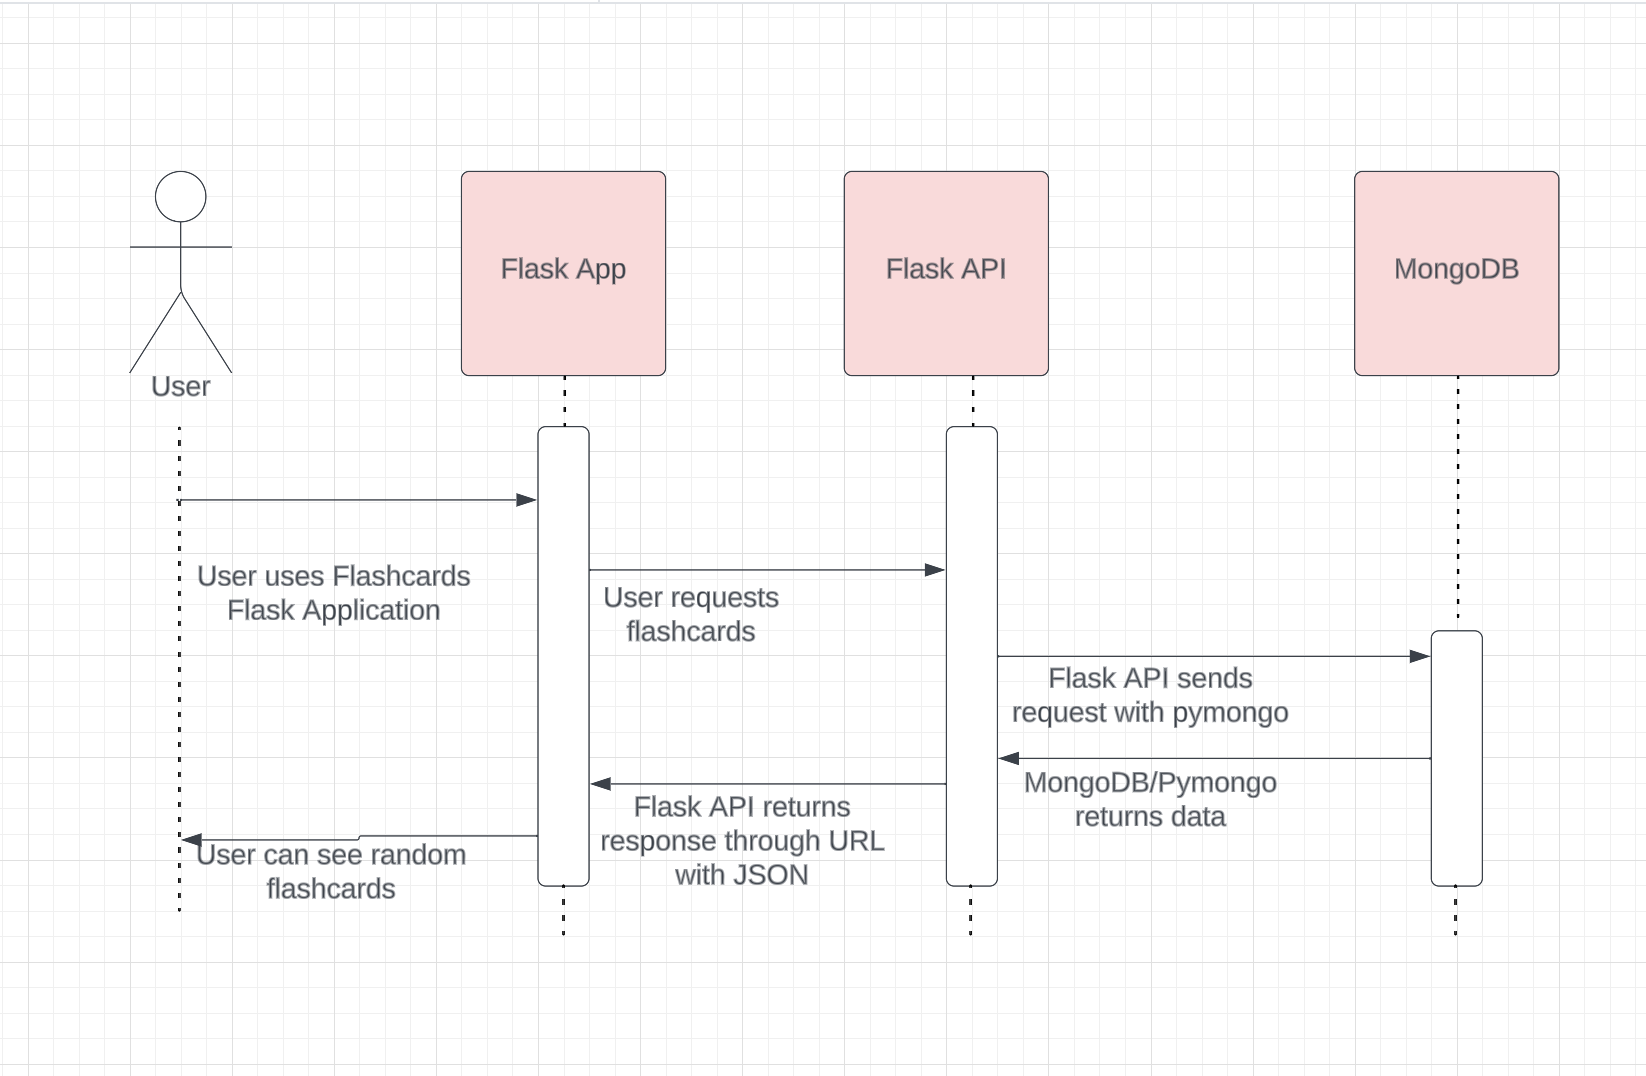 User
Flask App
Flask API
MongoDB
User uses Flashcards
Flask Application
User requests
flashcards
Flask API sends
request with pymongo
MongoDB/Pymongo
returns data
Flask API returns
response through URL
with JSON
User can see random
flashcards